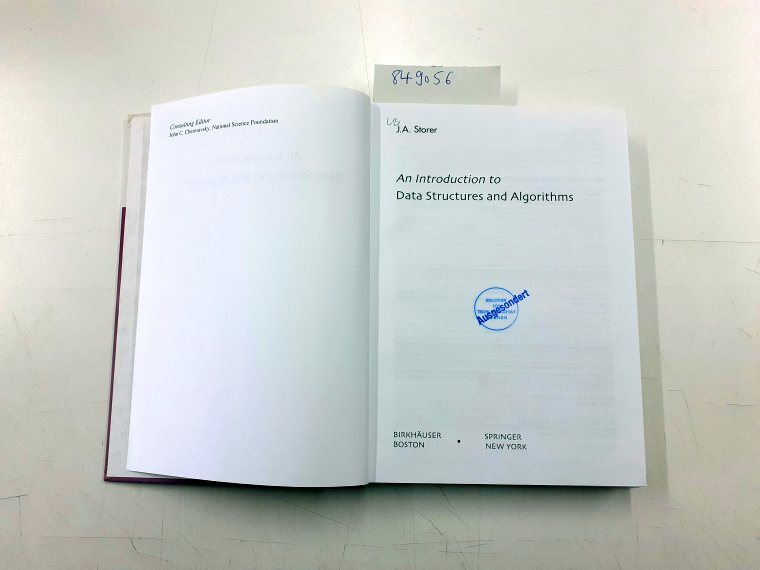 849056
Consulting Editor
John C. Cherniavsky, National Science Foundation
J.A. Storer
An Introduction to
Data Structures and Algorithms
BIBLIOTHEK
Ausgesondert
BIRKHÄUSER
BOSTON
•
SPRINGER
NEW YORK